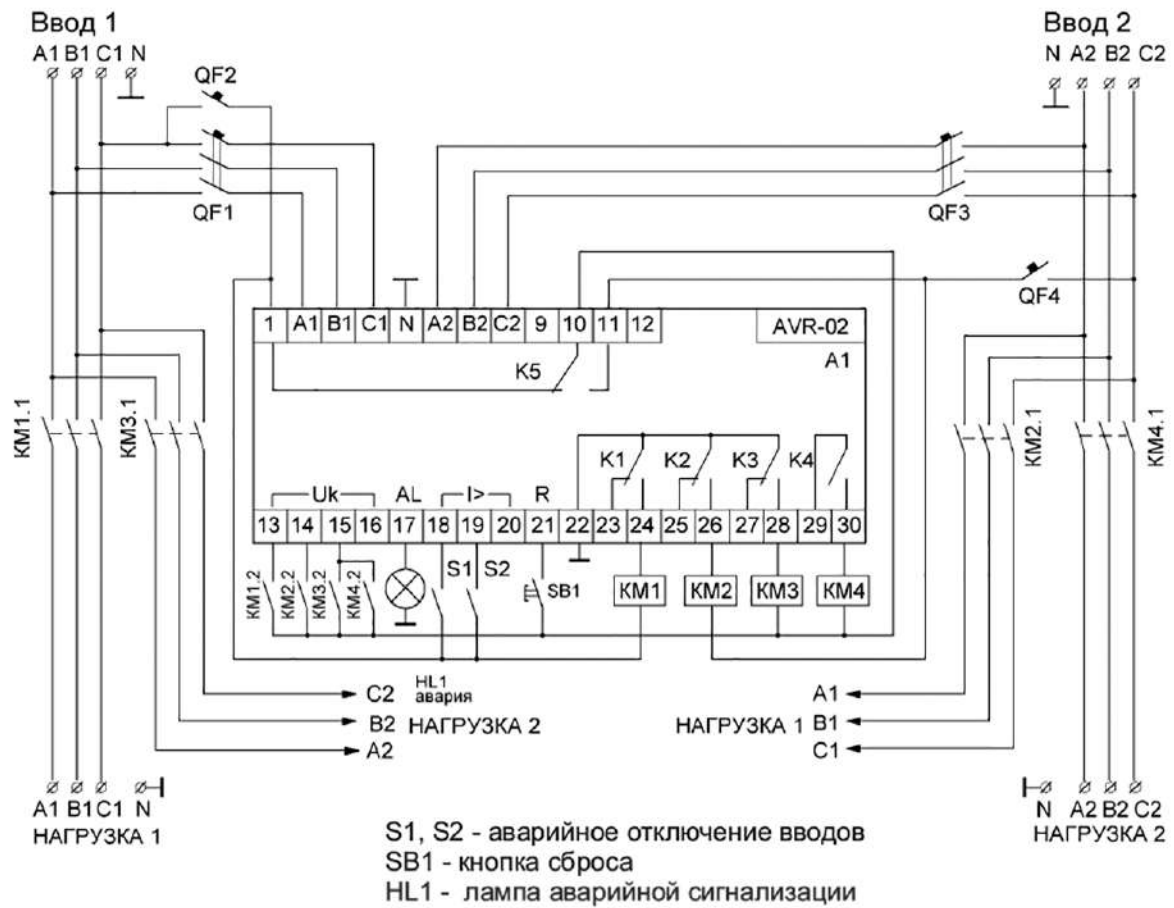 Ввод 1
Ввод 2
A1 B1 C1 N
N A2 B2 C2
QF2
QF1
QF3
QF4
1 A1 B1 C1 N A2 B2 C2 9 10 11 12
AVR-02
A1
K5
KM1.1
KM3.1
KM2.1
KM4.1
K1 K2 K3 K4
Uk AL I> R
13 14 15 16 17 18 19 20 21 22 23 24 25 26 27 28 29 30
KM1.2
KM2.2
KM3.2
KM4.2
S1 S2
SB1
KM1 KM2 KM3 KM4
C2
HL1
авария
B2 НАГРУЗКА 2
A2
A1
НАГРУЗКА 1 B1
C1
A1 B1 C1 N
НАГРУЗКА 1
N A2 B2 C2
НАГРУЗКА 2
S1, S2 - аварийное отключение вводов
SB1 - кнопка сброса
HL1 - лампа аварийной сигнализации